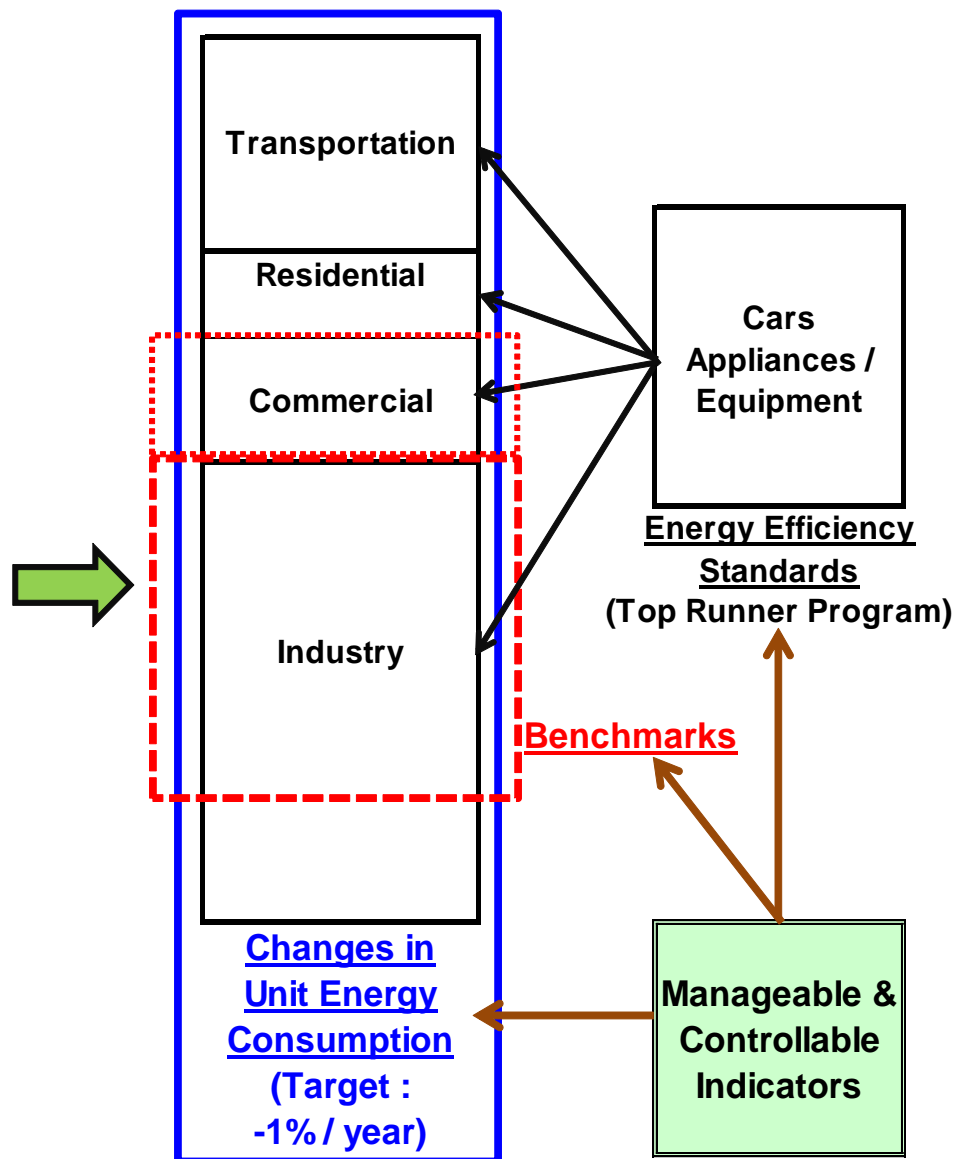 Transportation
Residential
Commercial
Industry
Cars
Appliances /
Equipment
Energy Efficiency
Standards
(Top Runner Program)
Benchmarks
Changes in
Unit Energy
Consumption
(Target :
-1% / year)
Manageable &
Controllable
Indicators